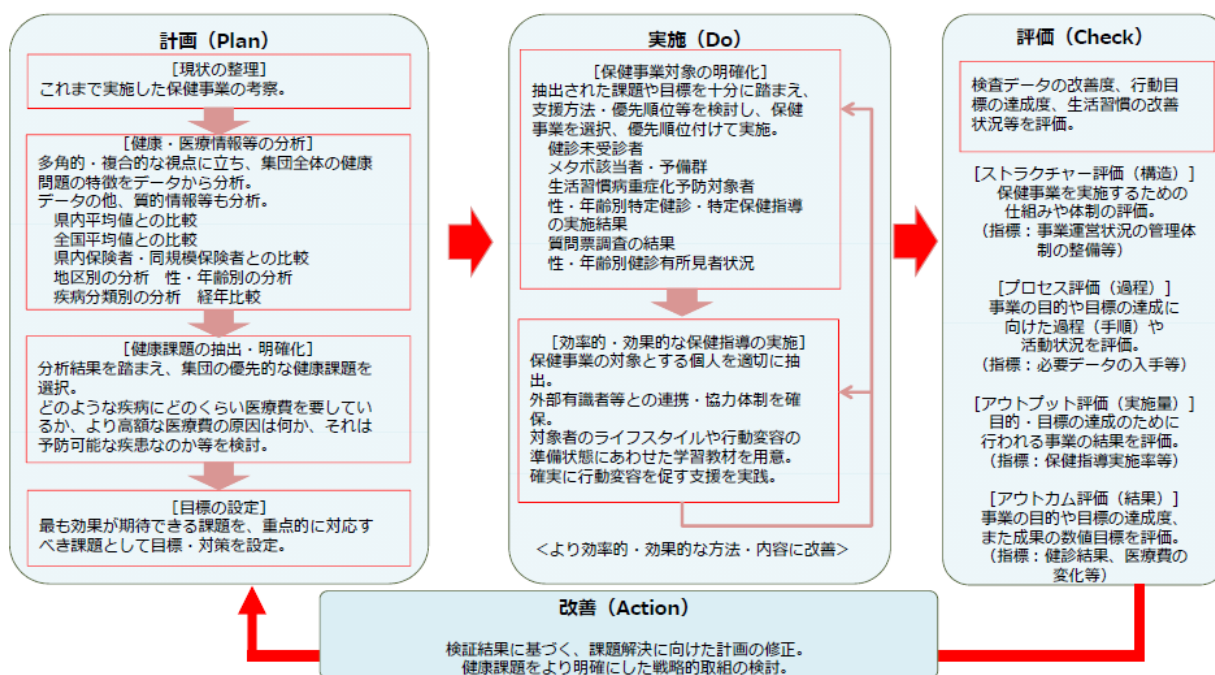 計画（Plan）
[現状の整理]
これまで実施した保健事業の考察。
[健康・医療情報等の分析]
多角的・複合的な視点に立ち、集団全体の健康
問題の特徴をデータから分析。
データの他、質的情報等も分析。
県内平均値との比較
全国平均値との比較
県内保険者・同規模保険者との比較
地区別の分析　性・年齢別の分析
疾病分類別の分析　経年比較
[健康課題の抽出・明確化]
分析結果を踏まえ、集団の優先的な健康課題を
選択。
どのような疾病にどのくらい医療費を要してい
るか、より高額な医療費の原因は何か、それは
予防可能な疾患なのか等を検討。
[目標の設定]
最も効果が期待できる課題を、重点的に対応す
べき課題として目標・対策を設定。
実施（Do）
[保健事業対象の明確化]
抽出された課題や目標を十分に踏まえ、
支援方法・優先順位等を検討し、保健
事業を選択、優先順位付けて実施。
健診未受診者
メタボ該当者・予備群
生活習慣病重症化予防対象者
性・年齢別特定健診・特定保健指導
の実施結果
質問票調査の結果
性・年齢別健診有所見者状況
[効率的・効果的な保健指導の実施]
保健事業の対象とする個人を適切に抽
出。
外部有識者等との連携・協力体制を確
保。
対象者のライフスタイルや行動変容の
準備状態にあわせた学習教材を用意。
確実に行動変容を促す支援を実践。
＜より効率的・効果的な方法・内容に改善＞
評価（Check）
検査データの改善度、行動目
標の達成度、生活習慣の改善
状況等を評価。
[ストラクチャー評価（構造）]
保健事業を実施するための
仕組みや体制の評価。
（指標：事業運営状況の管理体
制の整備等）
[プロセス評価（過程）]
事業の目的や目標の達成に
向けた過程（手順）や
活動状況を評価。
（指標：必要データの入手等）
[アウトプット評価（実施量）]
目的・目標の達成のために
行われる事業の結果を評価。
（指標：保健指導実施率等）
[アウトカム評価（結果）]
事業の目的や目標の達成度、
また成果の数値目標を評価。
（指標：健診結果、医療費の
変化等）
改善（Action）
検証結果に基づく、課題解決に向けた計画の修正。
健康課題をより明確にした戦略的取組の検討。